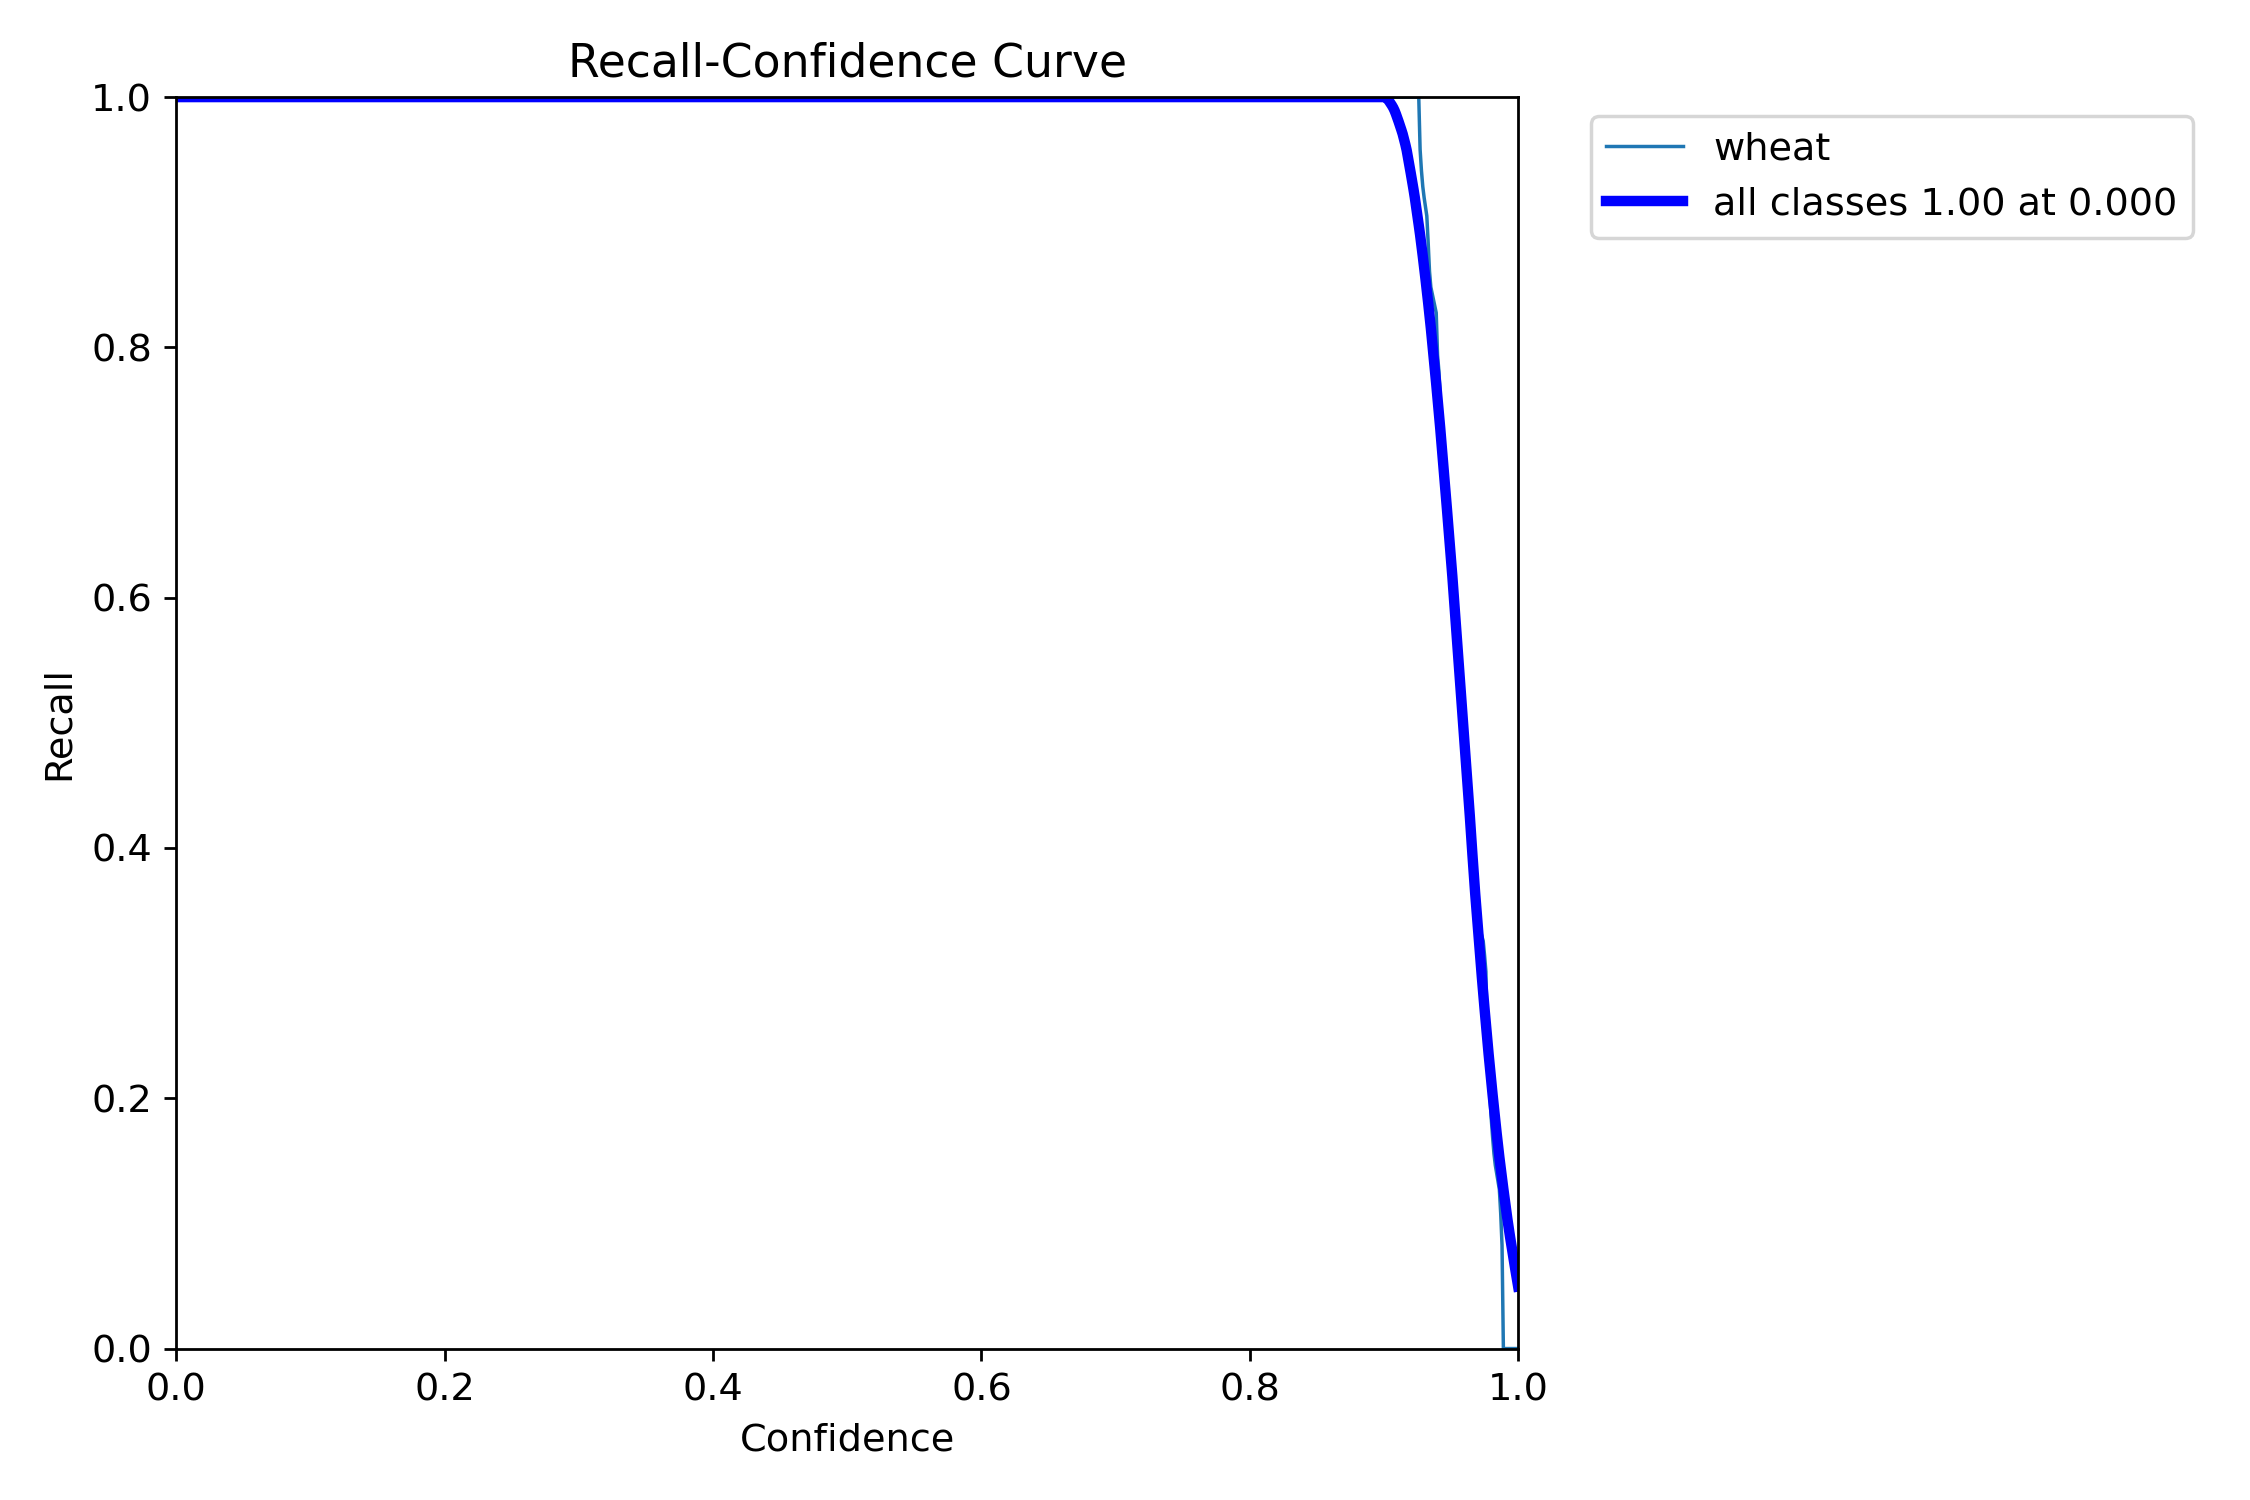 Recall-Confidence Curve
1.0
0.8
0.6
0.4
0.2
0.0
Recall
0.0 0.2 0.4 0.6 0.8 1.0
Confidence
wheat
all classes 1.00 at 0.000